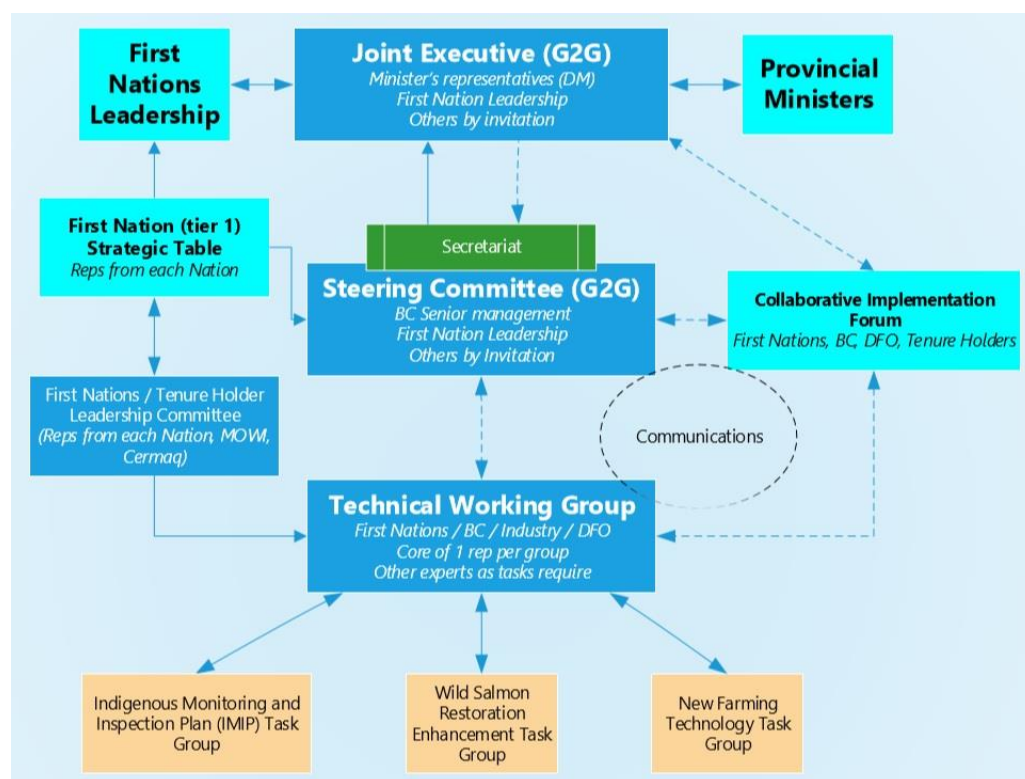 First
Nations
Leadership
Joint Executive (G2G)
Minister's representatives (DM)
First Nation Leadership
Others by invitation
Provincial
Ministers
First Nation (tier 1)
Strategic Table
Reps from each Nation
Secretariat
Steering Committee (G2G)
BC Senior management
First Nation Leadership
Others by Invitation
Collaborative Implementation
Forum
First Nations, BC, DFO, Tenure Holders
First Nations / Tenure Holder
Leadership Committee
(Reps from each Nation, MOWI,
Cermaq)
Communications
Technical Working Group
First Nations / BC / Industry / DFO
Core of 1 rep per group
Other experts as tasks require
Indigenous Monitoring and
Inspection Plan (IMIP) Task
Group
Wild Salmon
Restoration
Enhancement Task
Group
New Farming
Technology Task
Group